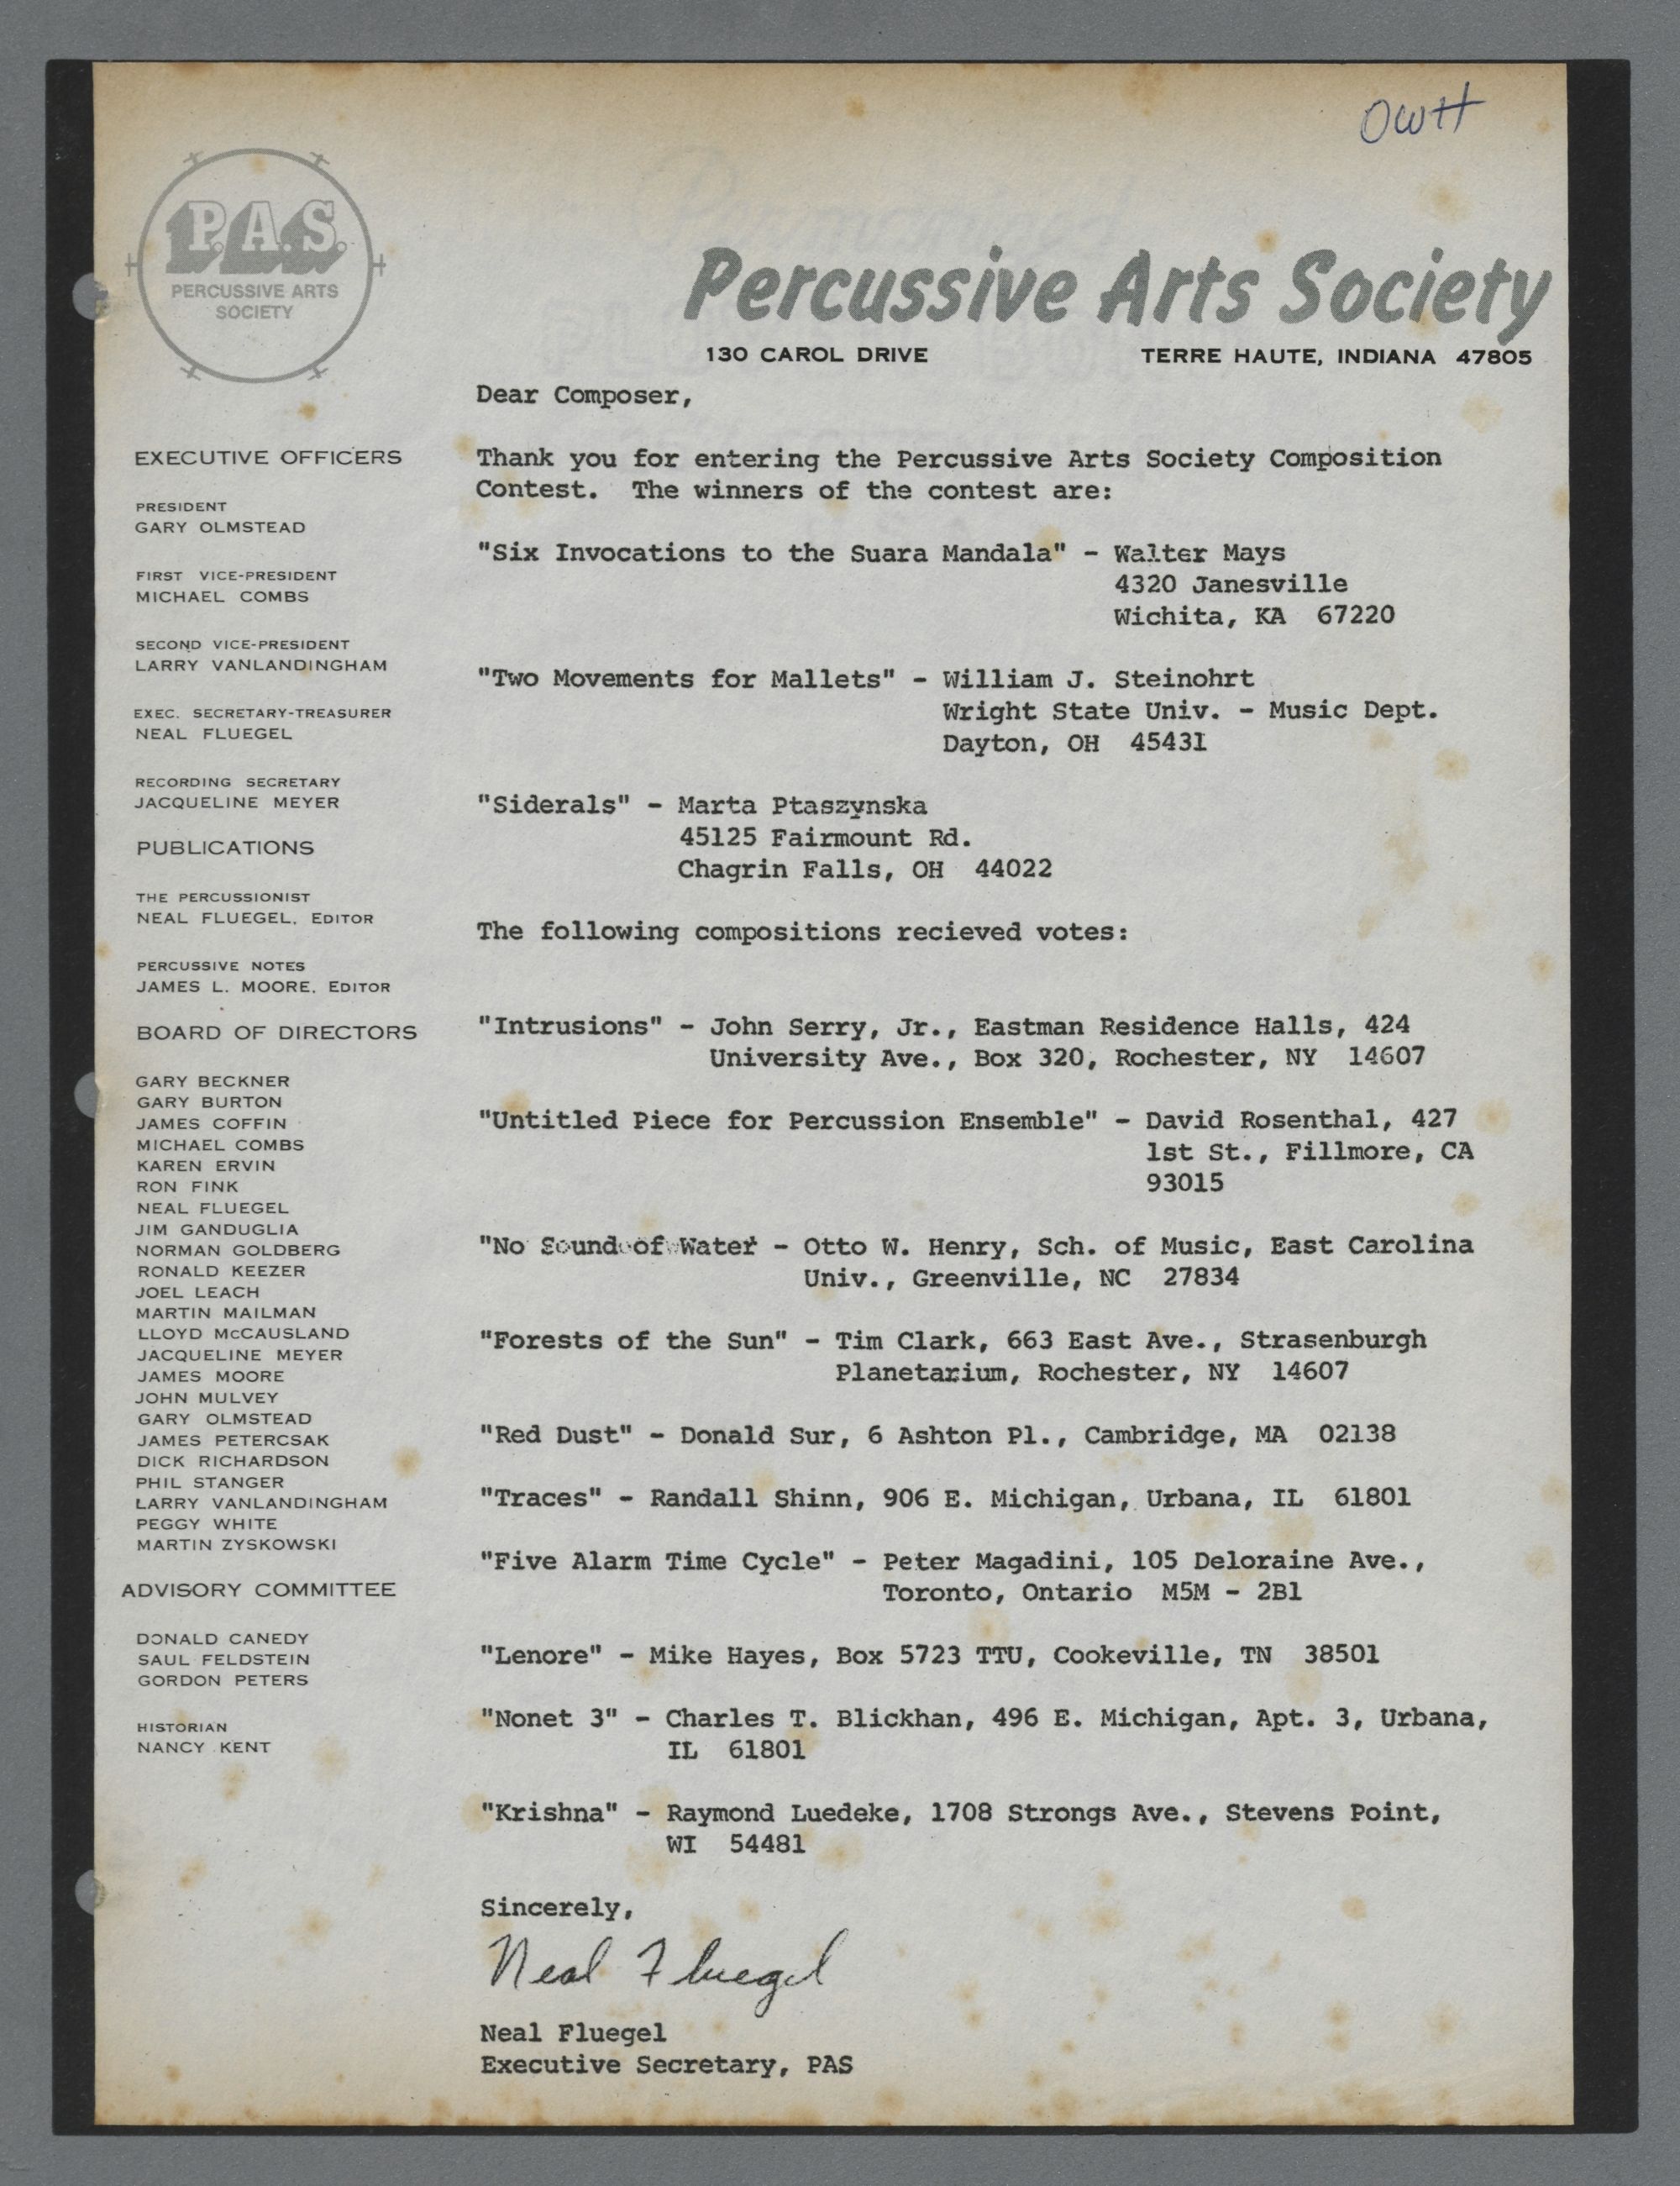 OWH
P.A.S.
PERCUSSIVE ARTS
SOCIETY
Percussive Arts Society
130 CAROL DRIVE TERRE HAUTE, INDIANA 47805
EXECUTIVE OFFICERS
PRESIDENT
GARY OLMSTEAD
FIRST VICE-PRESIDENT
MICHAEL COMBS
SECOND VICE-PRESIDENT
LARRY VANLANDINGHAM
EXEC. SECRETARY-TREASURER
NEAL FLUEGEL
RECORDING SECRETARY
JACQUELINE MEYER
PUBLICATIONS
THE PERCUSSIONIST
NEAL FLUEGEL, EDITOR
PERCUSSIVE NOTES
JAMES L. MOORE, EDITOR
BOARD OF DIRECTORS
GARY BECKNER
GARY BURTON
JAMES COFFIN
MICHAEL COMBS
KAREN ERVIN
RON FINK
NEAL FLUEGEL
JIM GANDUGLIA
NORMAN GOLDBERG
RONALD KEEZER
JOEL LEACH
MARTIN MAILMAN
LLOYD McCAUSLAND
JACQUELINE MEYER
JAMES MOORE
JOHN MULVEY
GARY OLMSTEAD
JAMES PETERCSAK
DICK RICHARDSON
PHIL STANGER
LARRY VANLANDINGHAM
PEGGY WHITE
MARTIN ZYSKOWSKI
ADVISORY COMMITTEE
DONALD CANEDY
SAUL FELDSTEIN
GORDON PETERS
HISTORIAN
NANCY KENT
Dear Composer,
Thank you for entering the Percussive Arts Society Composition
Contest. The winners of the contest are:
"Six Invocations to the Suara Mandala" - Walter Mays
4320 Janesville
Wichita, KA 67220
"Two Movements for Mallets" - William J. Steinohrt
Wright State Univ. - Music Dept.
Dayton, OH 45431
"Siderals" - Marta Ptaszynska
45125 Fairmount Rd.
Chagrin Falls, OH 44022
The following compositions recieved votes:
"Intrusions" - John Serry, Jr., Eastman Residence Halls, 424
University Ave., Box 320, Rochester, NY 14607
"Untitled Piece for Percussion Ensemble" - David Rosenthal, 427
1st St., Fillmore, CA
93015
"No Sound of Water - Otto W. Henry, Sch. of Music, East Carolina
Univ., Greenville, NC 27834
"Forests of the Sun" - Tim Clark, 663 East Ave., Strasenburgh
Planetarium, Rochester, NY 14607
"Red Dust" - Donald Sur, 6 Ashton Pl., Cambridge, MA 02138
"Traces" - Randall Shinn, 906 E. Michigan, Urbana, IL 61801
"Five Alarm Time Cycle" - Peter Magadini, 105 Deloraine Ave.,
Toronto, Ontario M5M - 2B1
"Lenore" - Mike Hayes, Box 5723 TTU, Cookeville, TN 38501
"Nonet 3" - Charles T. Blickhan, 496 E. Michigan, Apt. 3, Urbana,
IL 61801
"Krishna" - Raymond Luedeke, 1708 Strongs Ave., Stevens Point,
WI 54481
Sincerely,
Neal Fluegel
Neal Fluegel
Executive Secretary, PAS